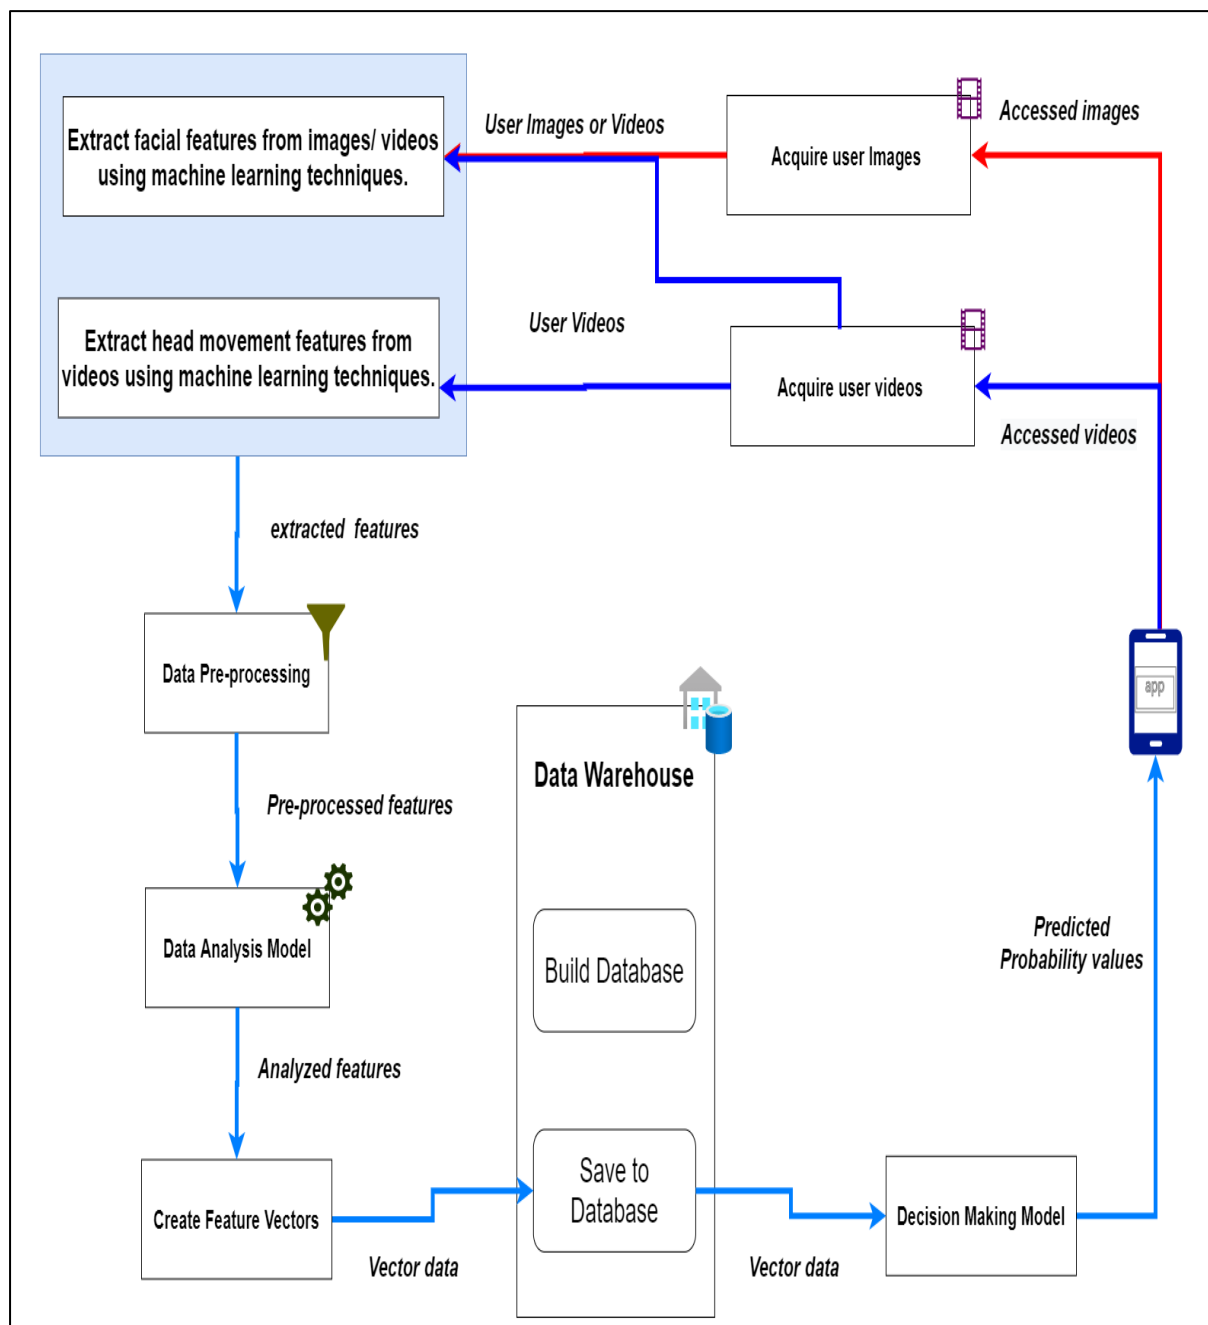 Extract facial features from images/ videos
using machine learning techniques.
User Images or Videos
Acquire user Images
Accessed images
Extract head movement features from
videos using machine learning techniques.
User Videos
Acquire user videos
Accessed videos
extracted features
Data Pre-processing
app
Data Warehouse
Pre-processed features
Data Analysis Model
Build Database
Predicted
Probability values
Analyzed features
Create Feature Vectors
Save to
Database
Decision Making Model
Vector data
Vector data